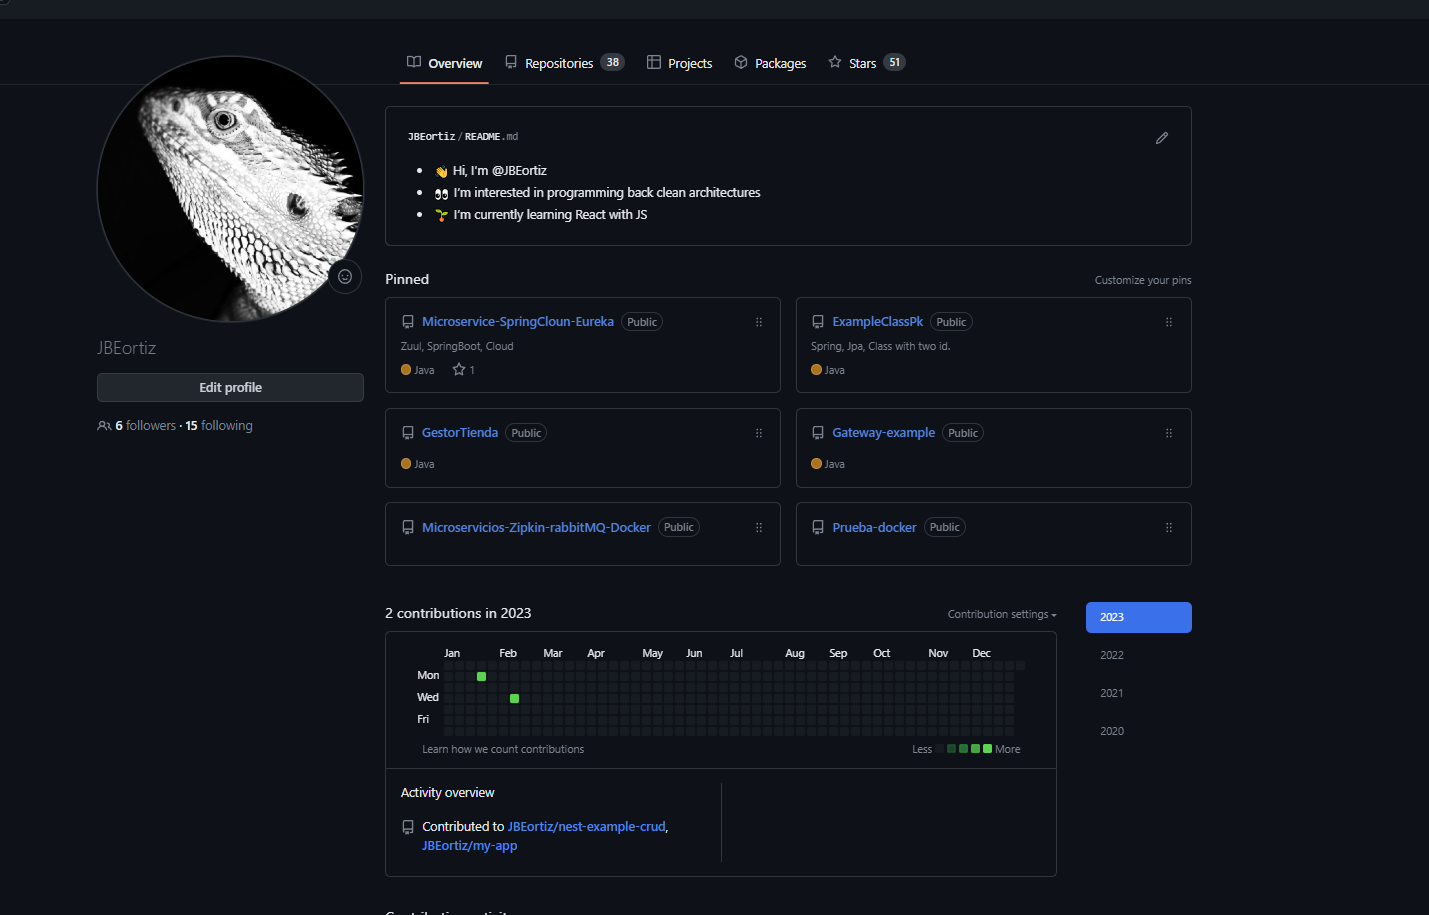 Overview Repositories 38 Projects Packages Stars 51
JBEortiz/README.md
Hi, I'm @JBEortiz
I'm interested in programming back clean architectures
I'm currently learning React with JS
JBEortiz
Edit profile
6 followers · 15 following
Pinned Customize your pins
Microservice-SpringCloun-Eureka Public
Zuul, SpringBoot, Cloud
Java 1
ExampleClassPk Public
Spring, Jpa, Class with two id.
Java
GestorTienda Public
Java
Gateway-example Public
Java
Microservicios-Zipkin-rabbitMQ-Docker Public
Prueba-docker Public
2 contributions in 2023 Contribution settings
Jan Feb Mar Apr May Jun Jul Aug Sep Oct Nov Dec
Mon
Wed
Fri
Learn how we count contributions Less More
2023
2022
2021
2020
Activity overview
Contributed to JBEortiz/nest-example-crud,
JBEortiz/my-app